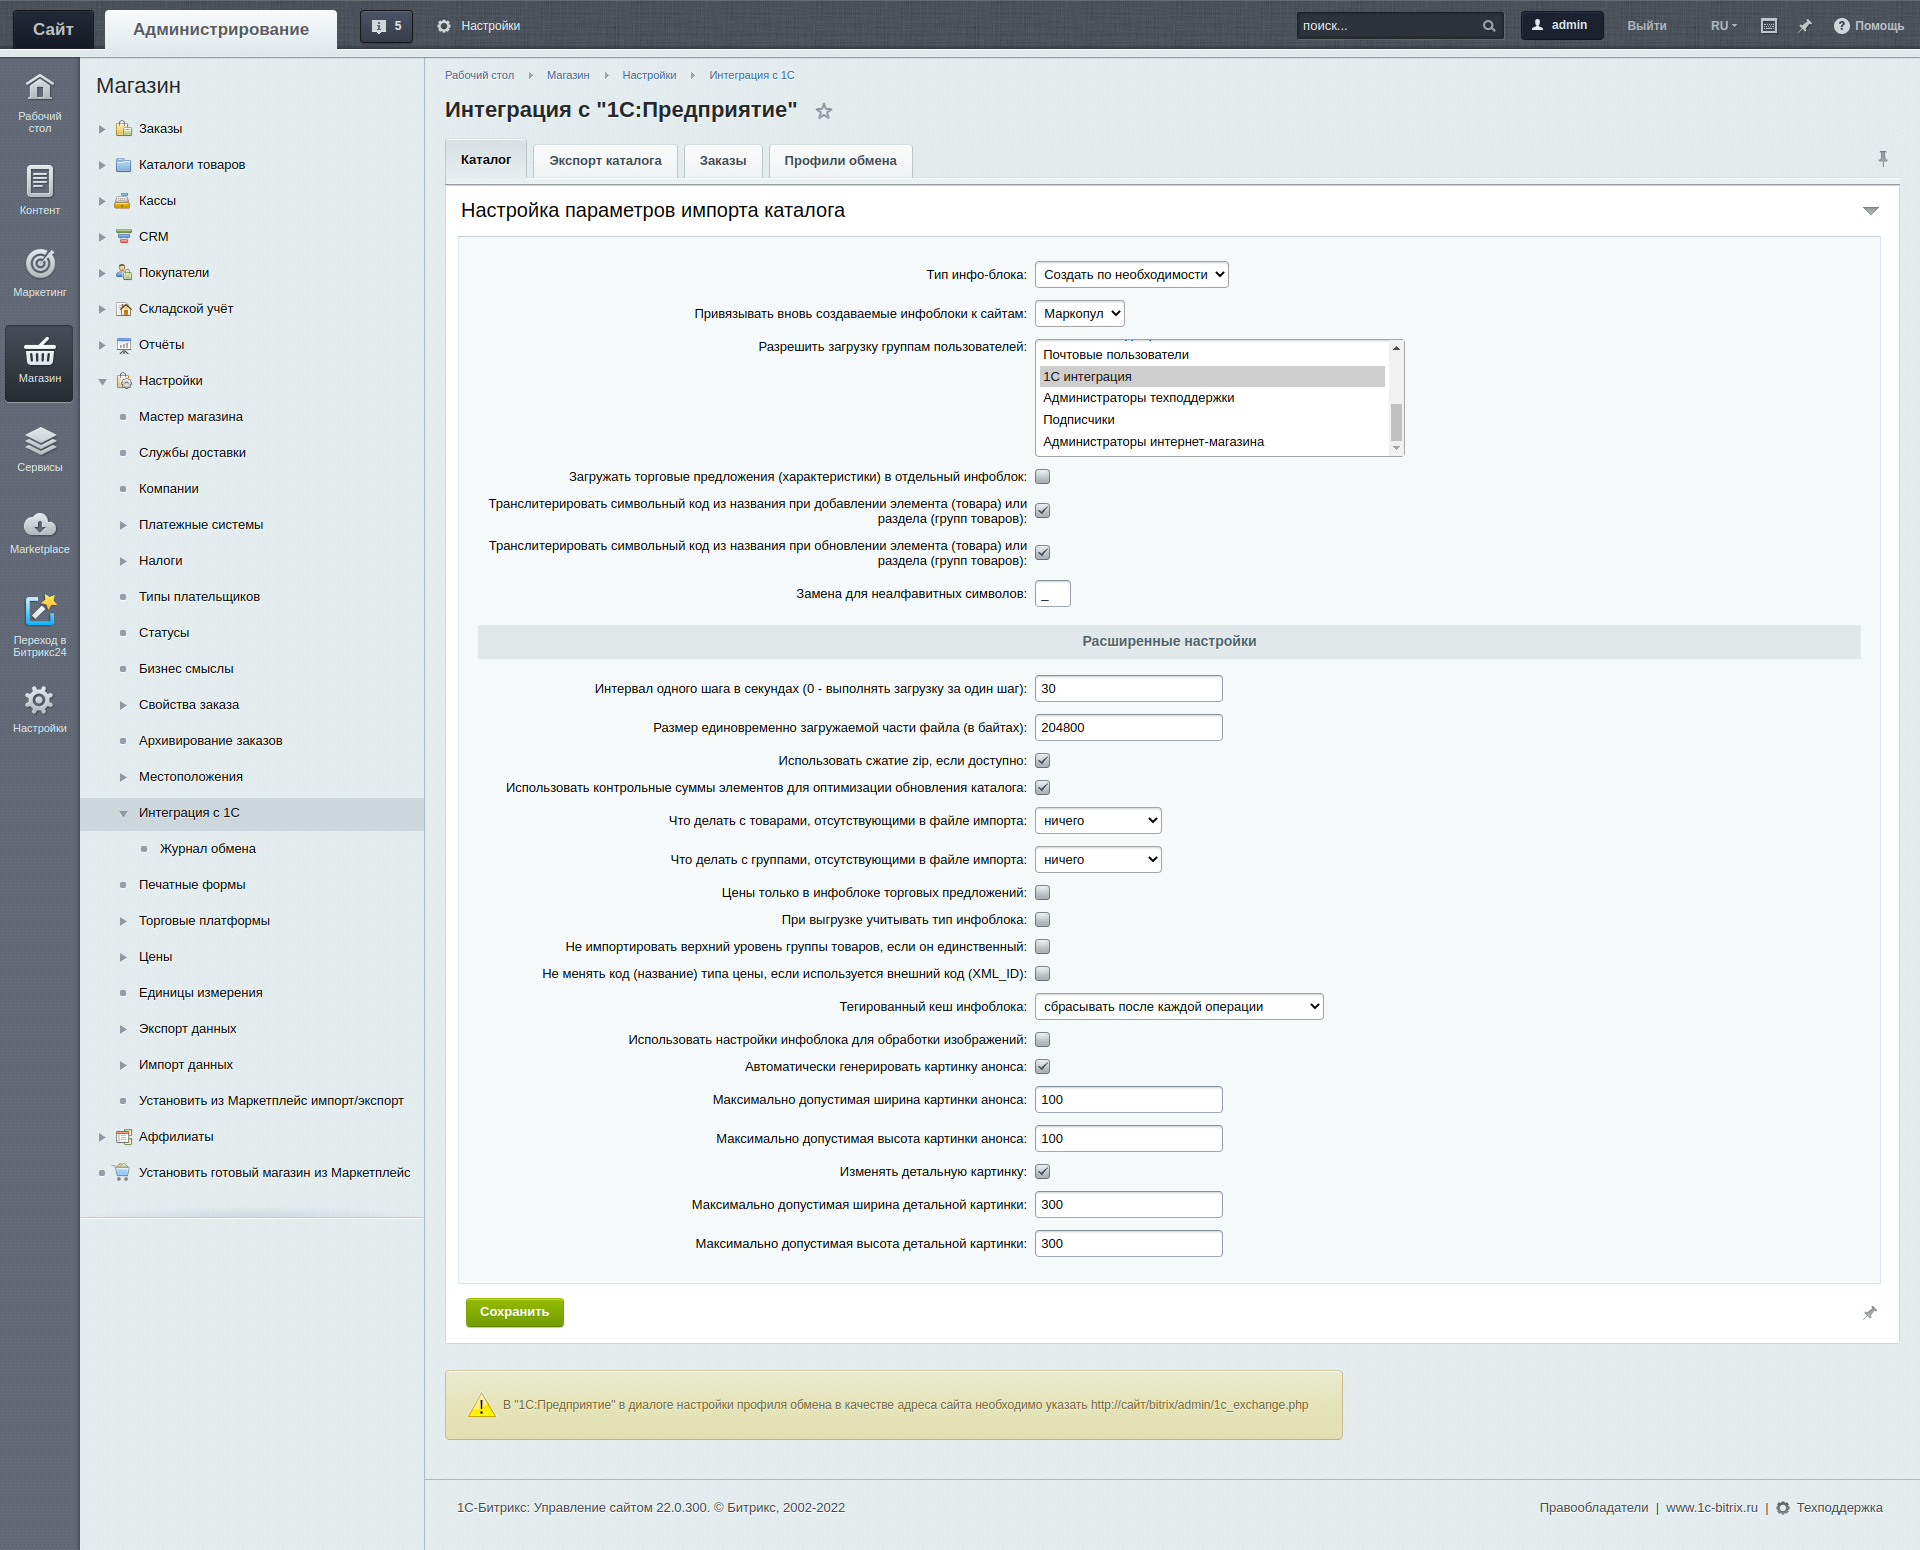 Сайт
Администрирование
5
Настройки
поиск...
admin
Выйти
RU
Помощь
Рабочий стол
Контент
Маркетинг
Магазин
Сервисы
Marketplace
Переход в Битрикс24
Настройки
Магазин
Заказы
Каталоги товаров
Кассы
CRM
Покупатели
Складской учёт
Отчёты
Настройки
Мастер магазина
Службы доставки
Компании
Платежные системы
Налоги
Типы плательщиков
Статусы
Бизнес смыслы
Свойства заказа
Архивирование заказов
Местоположения
Интеграция с 1С
Журнал обмена
Печатные формы
Торговые платформы
Цены
Единицы измерения
Экспорт данных
Импорт данных
Установить из Маркетплейс импорт/экспорт
Аффилиаты
Установить готовый магазин из Маркетплейс
Рабочий стол Магазин Настройки Интеграция с 1С
Интеграция с "1С:Предприятие"
Каталог
Экспорт каталога
Заказы
Профили обмена
Настройка параметров импорта каталога
Тип инфо-блока: Создать по необходимости
Привязывать вновь создаваемые инфоблоки к сайтам: Маркопул
Разрешить загрузку группам пользователей:
Почтовые пользователи
1С интеграция
Администраторы техподдержки
Подписчики
Администраторы интернет-магазина
Загружать торговые предложения (характеристики) в отдельный инфоблок:
Транслитерировать символьный код из названия при добавлении элемента (товара) или
раздела (групп товаров):
Транслитерировать символьный код из названия при обновлении элемента (товара) или
раздела (групп товаров):
Замена для неалфавитных символов: _
Расширенные настройки
Интервал одного шага в секундах (0 - выполнять загрузку за один шаг): 30
Размер единовременно загружаемой части файла (в байтах): 204800
Использовать сжатие zip, если доступно:
Использовать контрольные суммы элементов для оптимизации обновления каталога:
Что делать с товарами, отсутствующими в файле импорта: ничего
Что делать с группами, отсутствующими в файле импорта: ничего
Цены только в инфоблоке торговых предложений:
При выгрузке учитывать тип инфоблока:
Не импортировать верхний уровень группы товаров, если он единственный:
Не менять код (название) типа цены, если используется внешний код (XML_ID):
Тегированный кеш инфоблока: сбрасывать после каждой операции
Использовать настройки инфоблока для обработки изображений:
Автоматически генерировать картинку анонса:
Максимально допустимая ширина картинки анонса: 100
Максимально допустимая высота картинки анонса: 100
Изменять детальную картинку:
Максимально допустимая ширина детальной картинки: 300
Максимально допустимая высота детальной картинки: 300
Сохранить
В "1С:Предприятие" в диалоге настройки профиля обмена в качестве адреса сайта необходимо указать http://сайт/bitrix/admin/1c_exchange.php
1С-Битрикс: Управление сайтом 22.0.300. © Битрикс, 2002-2022
Правообладатели | www.1c-bitrix.ru | Техподдержка